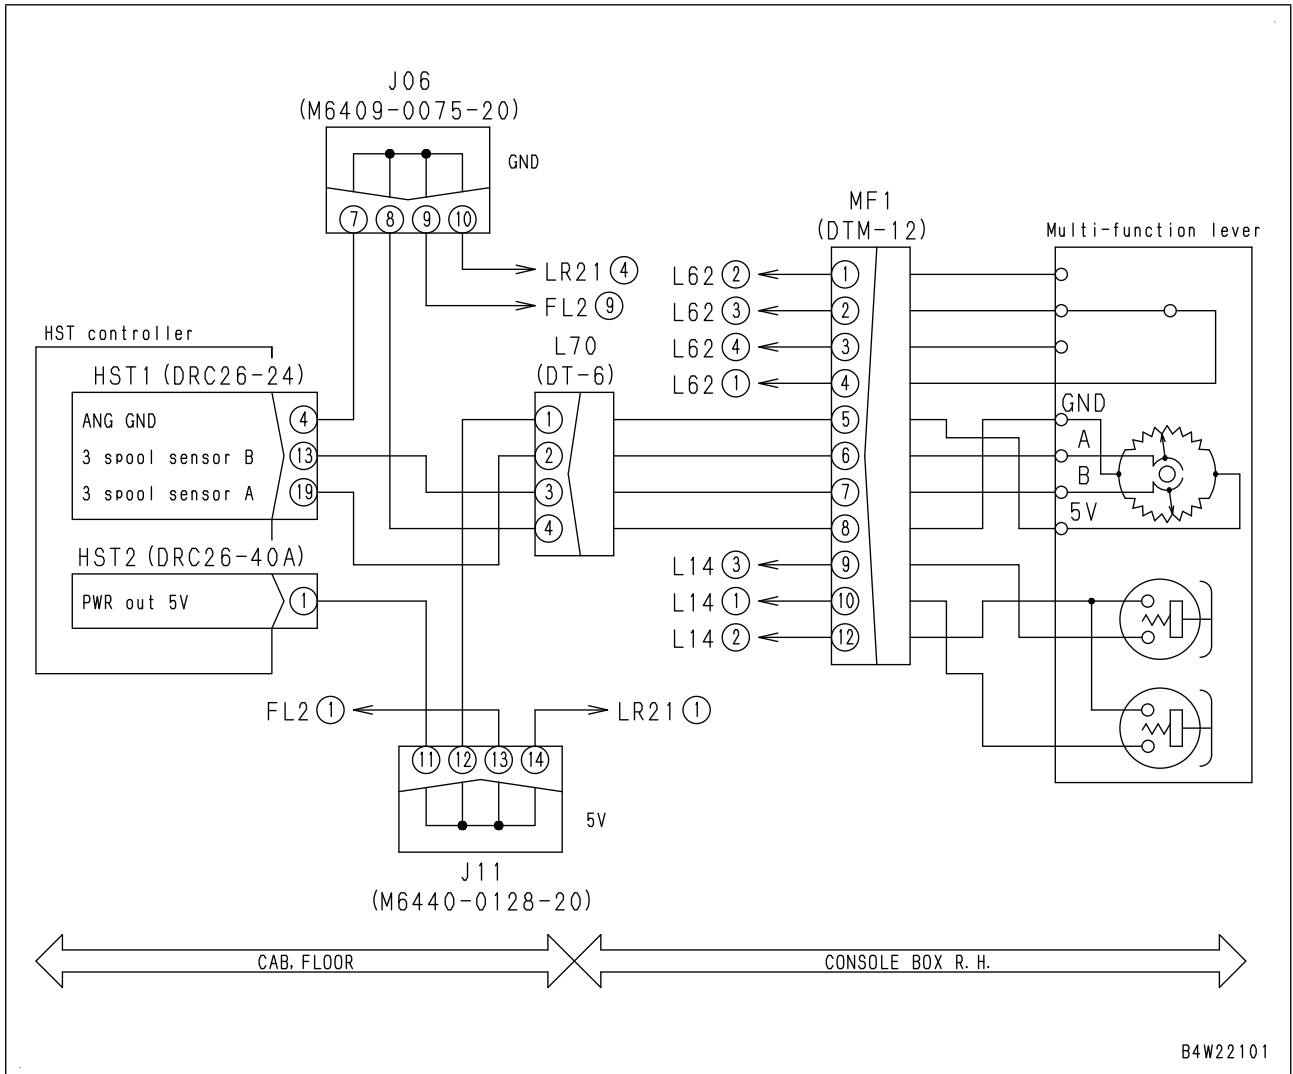 J06
(M6409-0075-20)
GND
7 8 9 10
LR21 4
FL2 9
HST controller
HST1 (DRC26-24)
ANG GND 4
3 spool sensor B 13
3 spool sensor A 19
HST2 (DRC26-40A)
PWR out 5V 1
L70
(DT-6)
1
2
3
4
MF1
(DTM-12)
L62 2 1
L62 3 2
L62 4 3
L62 1 4
5
6
7
8
L14 3 9
L14 1 10
L14 2 12
Multi-function lever
GND
A
B
5V
FL2 1
LR21 1
11 12 13 14
5V
J11
(M6440-0128-20)
CAB, FLOOR
CONSOLE BOX R. H.
B4W22101